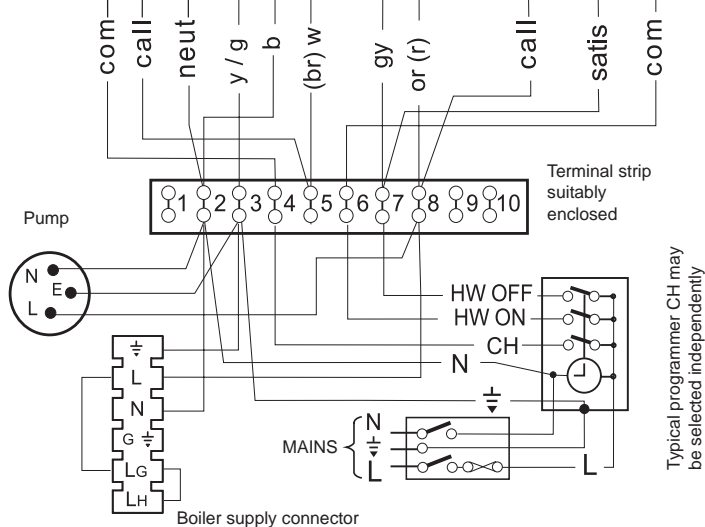 com
call
neut
y / g
b
(br) w
gy
or (r)
call
satis
com
1 2 3 4 5 6 7 8 9 10
Terminal strip
suitably
enclosed
Pump
N
E
L
HW OFF
HW ON
CH
N
L
N
G
LG
LH
MAINS
N
L
L
Boiler supply connector
Typical programmer CH may
be selected independently